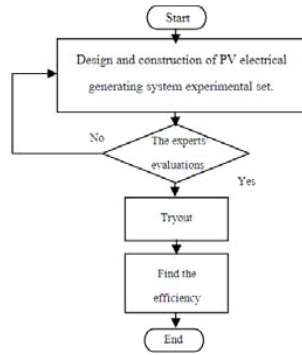 Start
Design and construction of PV electrical
generating system experimental set.
No
The experts
evaluations
Yes
Tryout
Find the
efficiency
End